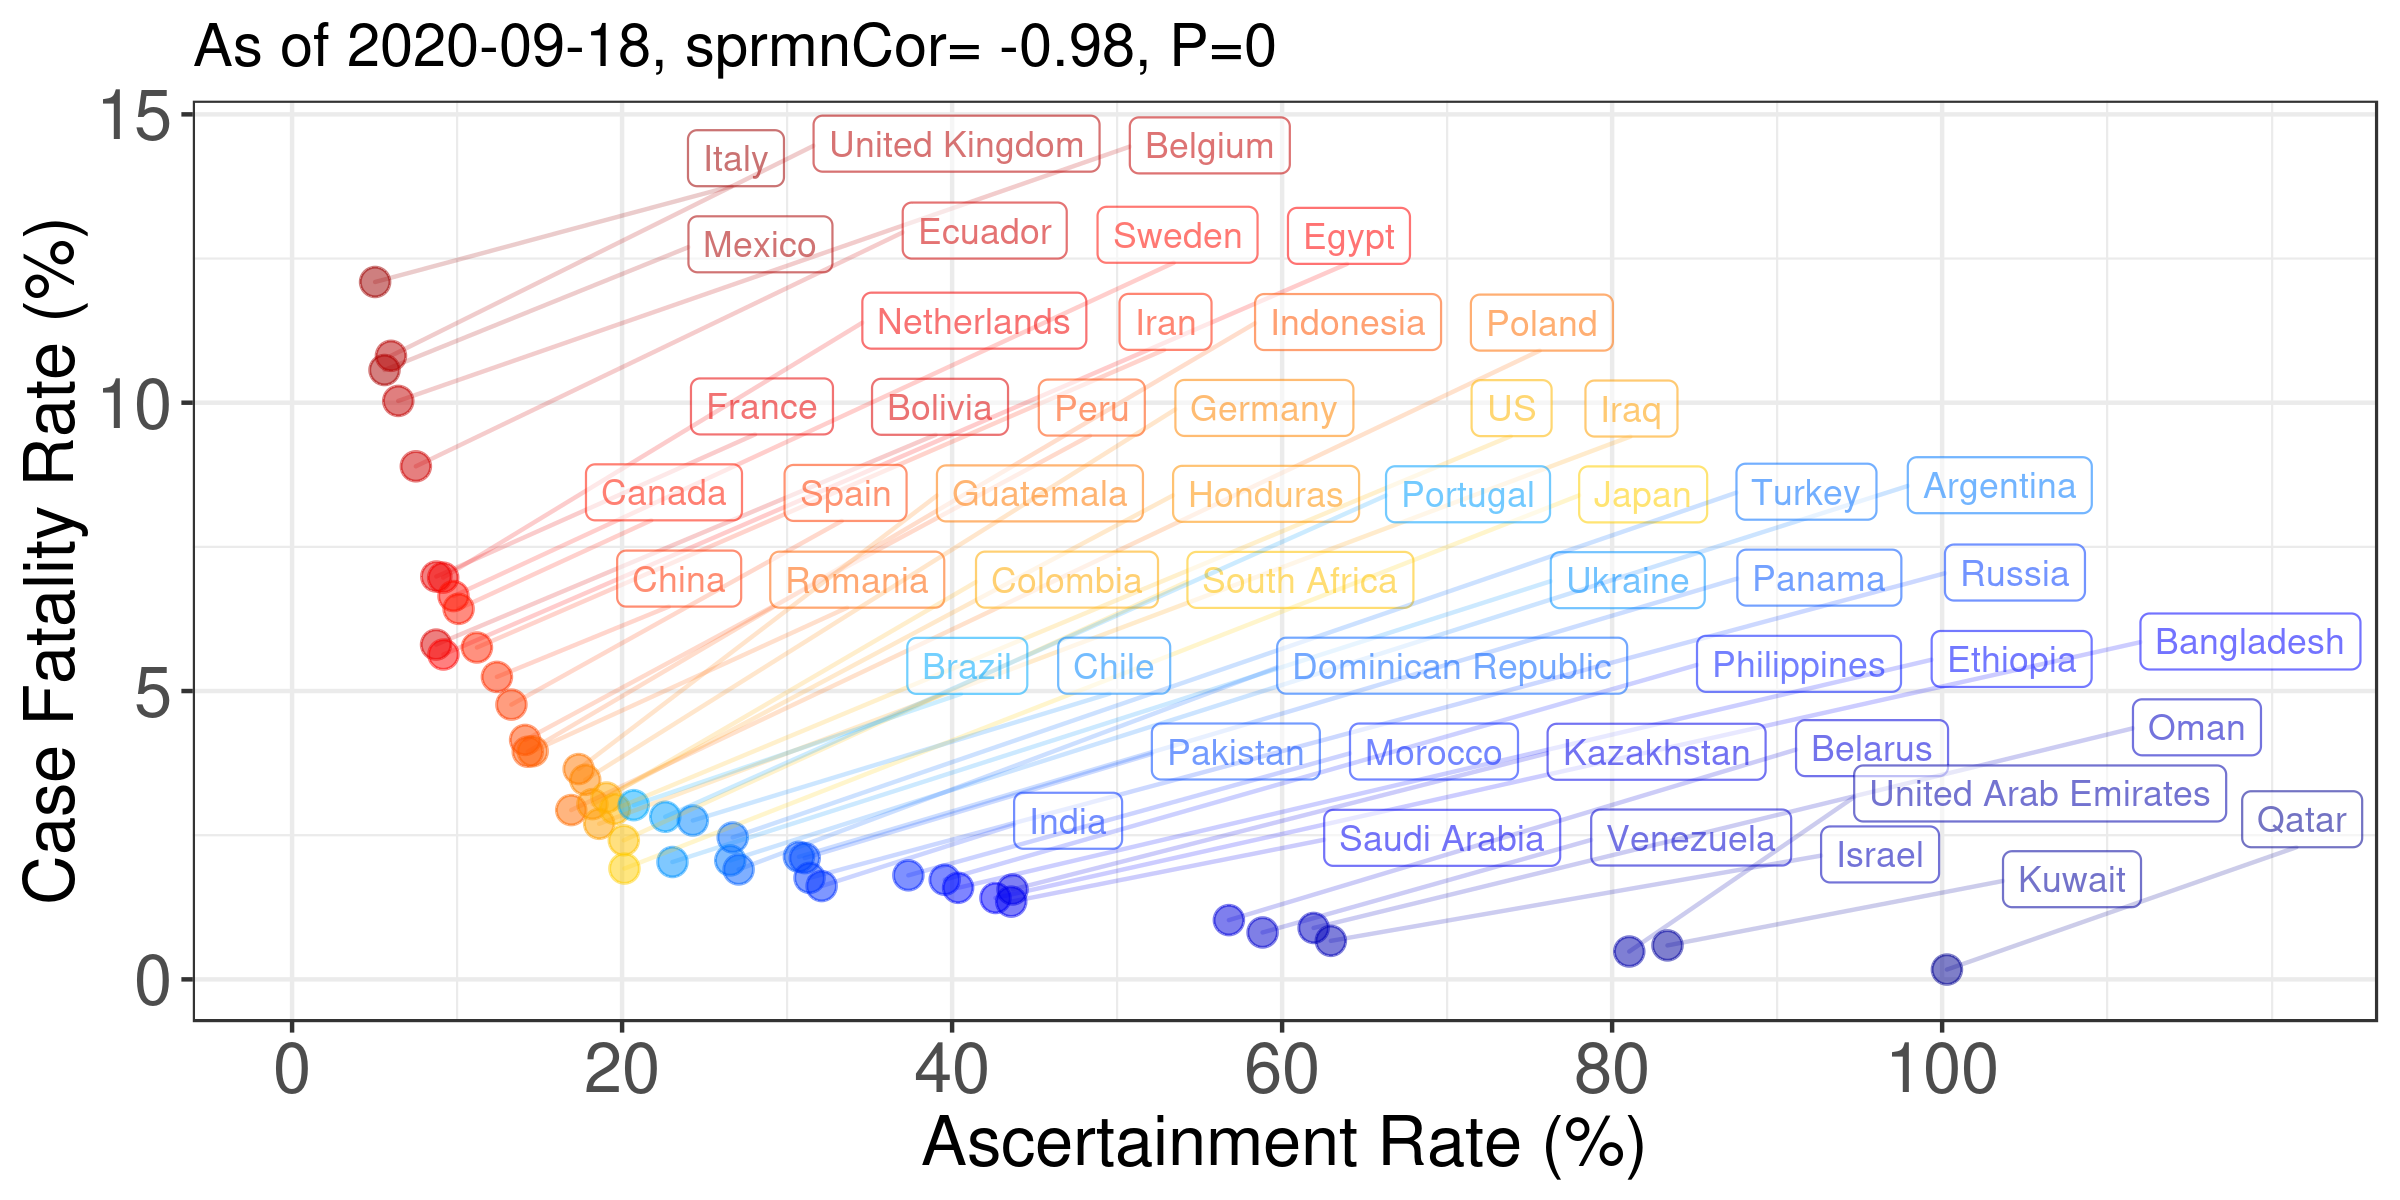 As of 2020-09-18, sprmnCor= -0.98, P=0
15
10
5
0
Case Fatality Rate (%)
Italy
United Kingdom
Belgium
Mexico
Ecuador
Sweden
Egypt
Netherlands
Iran
Indonesia
Poland
France
Bolivia
Peru
Germany
US
Iraq
Canada
Spain
Guatemala
Honduras
Portugal
Japan
Turkey
Argentina
China
Romania
Colombia
South Africa
Ukraine
Panama
Russia
Brazil
Chile
Dominican Republic
Philippines
Ethiopia
Bangladesh
Pakistan
Morocco
Kazakhstan
Belarus
Oman
India
Saudi Arabia
Venezuela
United Arab Emirates
Israel
Qatar
Kuwait
0 20 40 60 80 100
Ascertainment Rate (%)